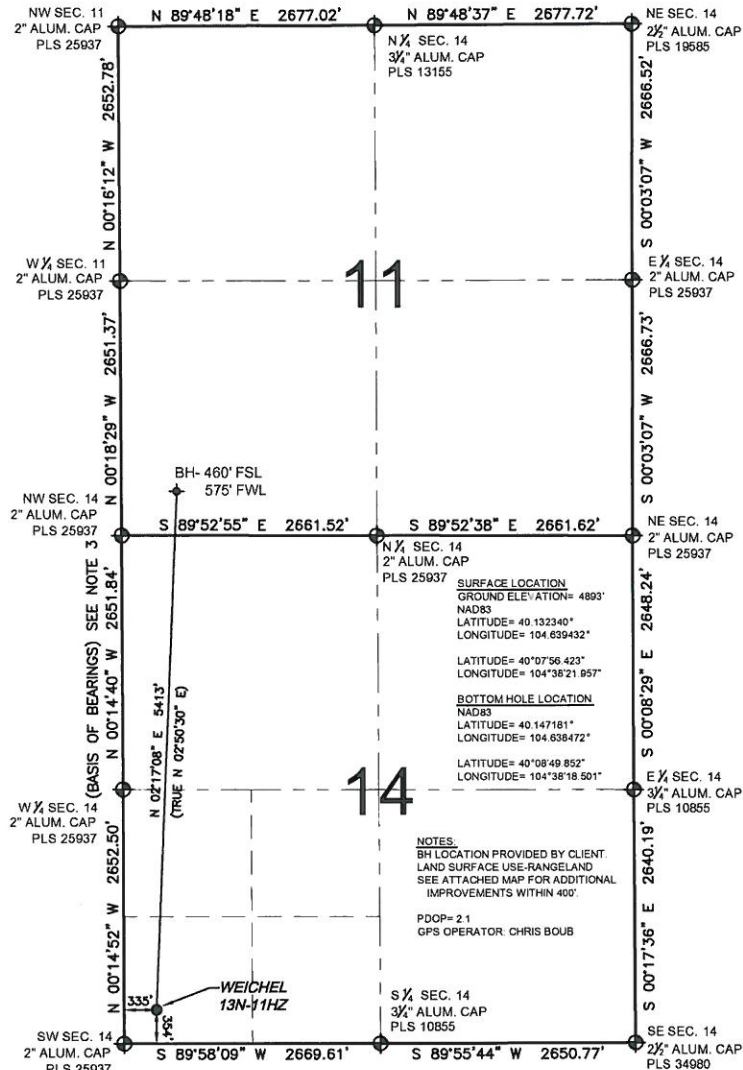 NW SEC. 11
2" ALUM. CAP
PLS 25937
N 89°48'18" E 2677.02'
N 89°48'37" E 2677.72'
NE SEC. 14
2½" ALUM. CAP
PLS 19585
N ¼ SEC. 14
3¼" ALUM. CAP
PLS 13155
N 00°16'12" W 2652.78'
S 00°03'07" W 2666.52'
W ¼ SEC. 11
2" ALUM. CAP
PLS 25937
11
E ¼ SEC. 14
2" ALUM. CAP
PLS 25937
N 00°18'29" W 2651.37'
S 00°03'07" W 2666.73'
BH- 460' FSL
575' FWL
NW SEC. 14
2" ALUM. CAP
PLS 25937
S 89°52'55" E 2661.52'
S 89°52'38" E 2661.62'
NE SEC. 14
2" ALUM. CAP
PLS 25937
N ¼ SEC. 14
2" ALUM. CAP
PLS 25937
(BASIS OF BEARINGS) SEE NOTE 3
N 00°14'40" W 2651.84'
N 02°17'08" E 5413'
(TRUE N 02°50'30" E)
SURFACE LOCATION
GROUND ELEVATION= 4893'
NAD83
LATITUDE= 40.132340°
LONGITUDE= 104.639432°
LATITUDE= 40°07'56.423"
LONGITUDE= 104°38'21.957"
BOTTOM HOLE LOCATION
NAD83
LATITUDE= 40.147181°
LONGITUDE= 104.638472°
LATITUDE= 40°08'49.852"
LONGITUDE= 104°38'18.501"
S 00°08'29" E 2648.24'
W ¼ SEC. 14
2" ALUM. CAP
PLS 25937
14
E ¼ SEC. 14
3¼" ALUM. CAP
PLS 10855
NOTES:
BH LOCATION PROVIDED BY CLIENT.
LAND SURFACE USE-RANGELAND
SEE ATTACHED MAP FOR ADDITIONAL
IMPROVEMENTS WITHIN 400'.
PDOP= 2.1
GPS OPERATOR: CHRIS BOUB
N 00°14'52" W 2652.50'
S 00°17'36" E 2640.19'
WEICHEL
13N-11HZ
335'
354'
S ¼ SEC. 14
3¼" ALUM. CAP
PLS 10855
SW SEC. 14
2" ALUM. CAP
PLS 25937
S 89°58'09" W 2669.61'
S 89°55'44" W 2650.77'
SE SEC. 14
2½" ALUM. CAP
PLS 34980